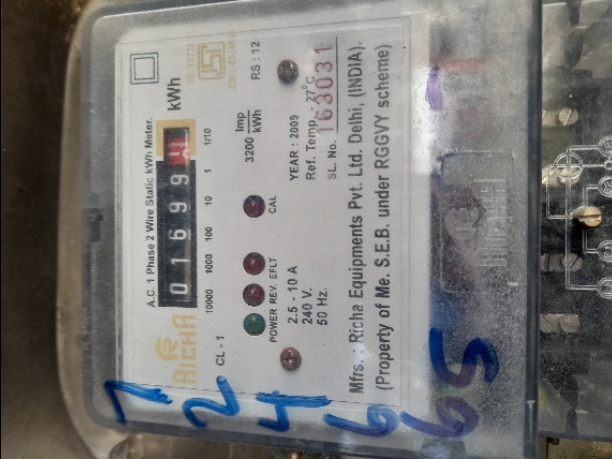 A.C. 1 Phase 2 Wire Static kWh Meter.
RICHA
CL - 1
0 1 6 9 9
kWh
10000 1000 100 10 1 1/10
IS : 13779
RS : 12
POWER REV. EFLT CAL
3200 Imp
kWh
2.5 - 10 A
240 V.
50 Hz.
YEAR : 2009
Ref. Temp. - 27°C
SL. No. 163031
Mfrs. : Richa Equipments Pvt. Ltd. Delhi, (INDIA).
(Property of Me. S.E.B. under RGGVY scheme)
RICHA